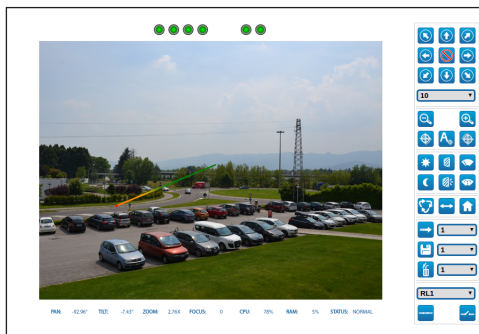 10
A
1
1
1
RL1
PAN: -92.96° TILT: -7.43° ZOOM: 2.76X FOCUS: 0 CPU: 78% RAM: 5% STATUS: NORMAL